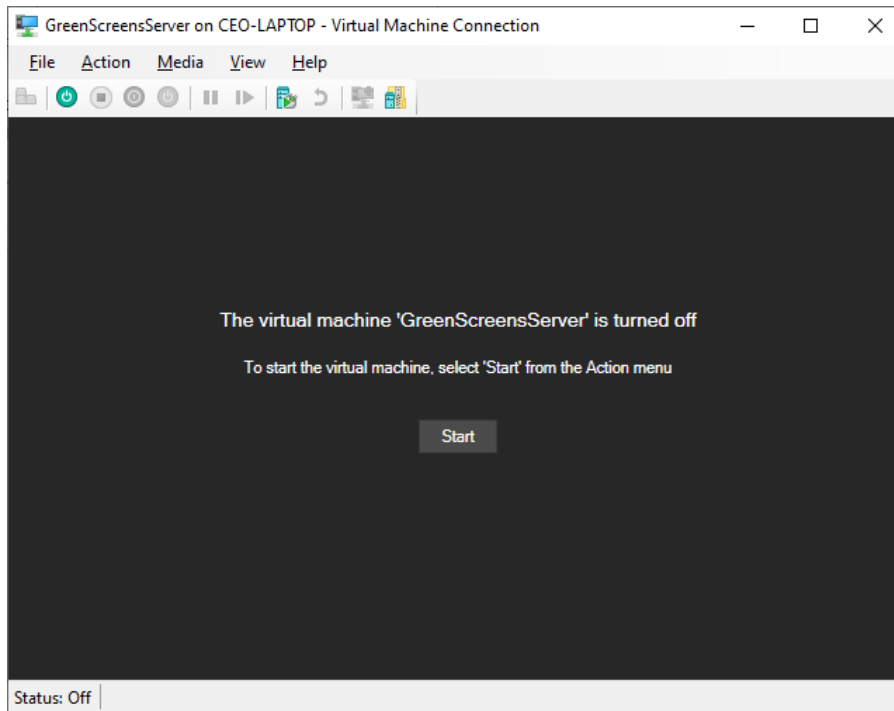 GreenScreensServer on CEO-LAPTOP - Virtual Machine Connection
File Action Media View Help
The virtual machine 'GreenScreensServer' is turned off
To start the virtual machine, select 'Start' from the Action menu
Start
Status: Off